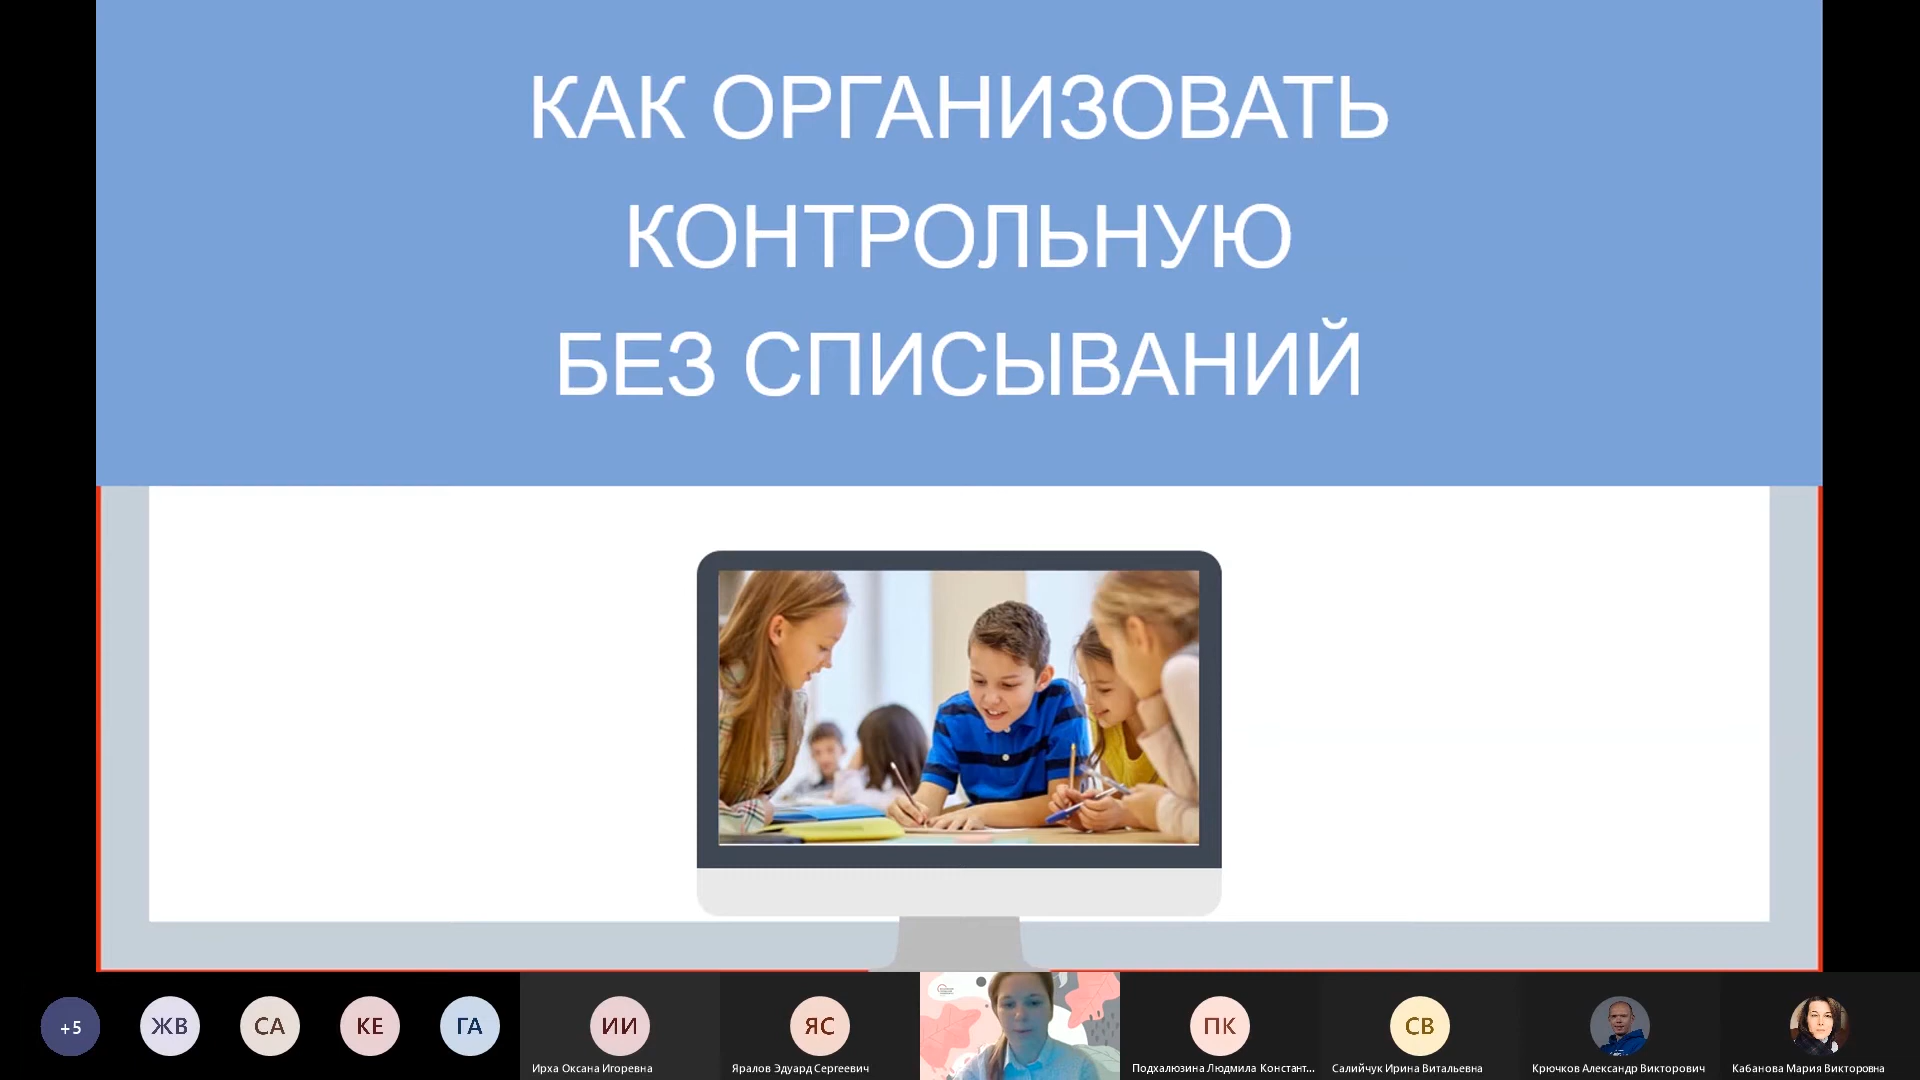 КАК ОРГАНИЗОВАТЬ
КОНТРОЛЬНУЮ
БЕЗ СПИСЫВАНИЙ
+5
ЖВ
СА
КЕ
ГА
ИИ
ЯС
ПК
СВ
Ирха Оксана Игоревна
Яралов Эдуард Сергеевич
Подхалюзина Людмила Констант...
Салийчук Ирина Витальевна
Крючков Александр Викторович
Кабанова Мария Викторовна